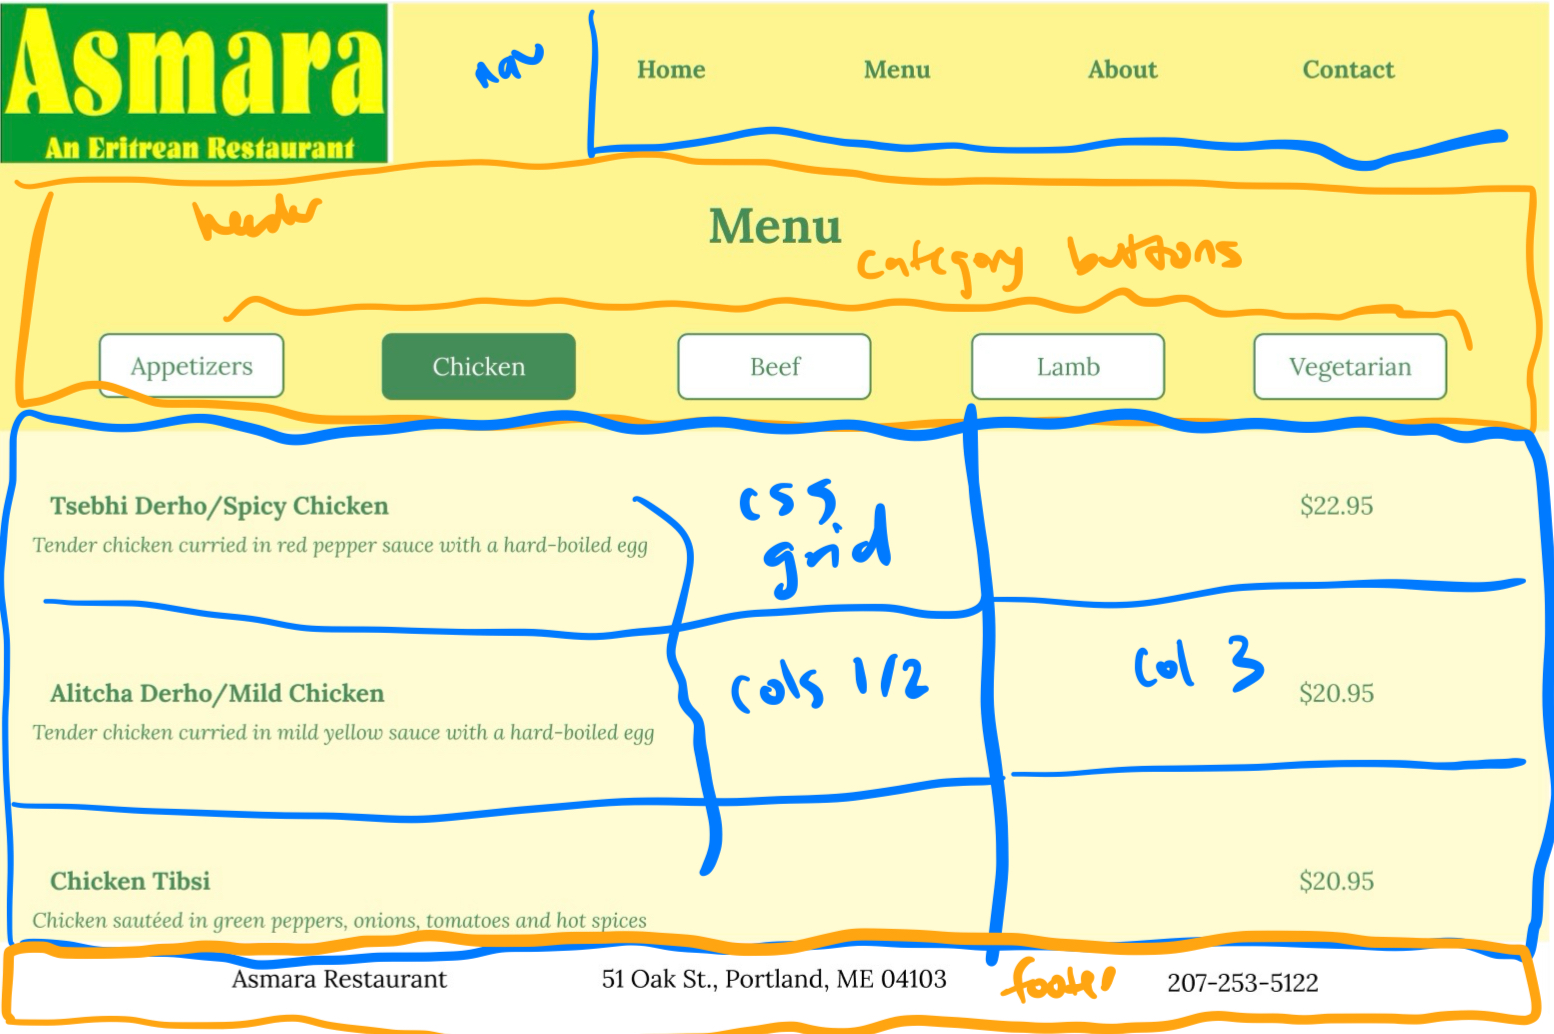 Asmara
An Eritrean Restaurant
nav
Home Menu About Contact
header
Menu
category buttons
Appetizers Chicken Beef Lamb Vegetarian
Tsebhi Derho/Spicy Chicken $22.95
Tender chicken curried in red pepper sauce with a hard-boiled egg
css
grid
cols 1/2 col 3
Alitcha Derho/Mild Chicken $20.95
Tender chicken curried in mild yellow sauce with a hard-boiled egg
Chicken Tibsi $20.95
Chicken sautéed in green peppers, onions, tomatoes and hot spices
Asmara Restaurant 51 Oak St., Portland, ME 04103 footer 207-253-5122